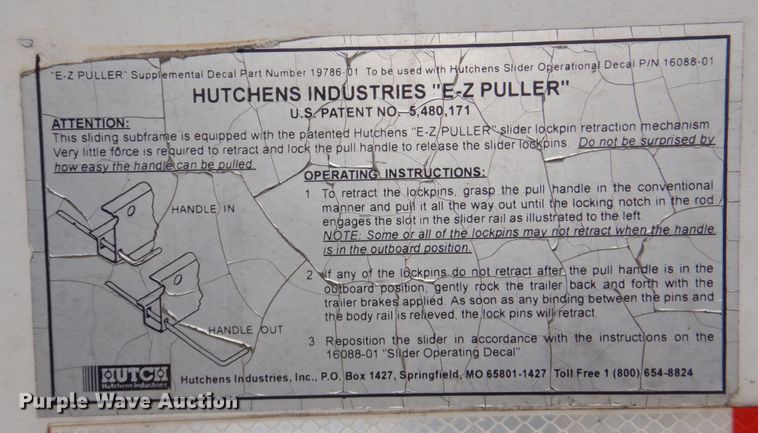 "E-Z PULLER" Supplemental Decal Part Number 19786-01 To be used with Hutchens Slider Operational Decal P/N 16088-01
HUTCHENS INDUSTRIES "E-Z PULLER"
U.S. PATENT NO. 5,480,171
ATTENTION:
This sliding subframe is equipped with the patented Hutchens "E-Z PULLER" slider lockpin retraction mechanism
Very little force is required to retract and lock the pull handle to release the slider lockpins. Do not be surprised by
how easy the handle can be pulled.
HANDLE IN
HANDLE OUT
OPERATING INSTRUCTIONS:
1. To retract the lockpins, grasp the pull handle in the conventional
manner and pull it all the way out until the locking notch in the rod
engages the slot in the slider rail as illustrated to the left.
NOTE: Some or all of the lockpins may not retract when the handle
is in the outboard position.
2. If any of the lockpins do not retract after the pull handle is in the
outboard position, gently rock the trailer back and forth with the
trailer brakes applied. As soon as any binding between the pins and
the body rail is relieved, the lock pins will retract.
3 Reposition the slider in accordance with the instructions on the
16088-01 "Slider Operating Decal"
HUTCH
Hutchens Industries
Hutchens Industries, Inc., P.O. Box 1427, Springfield, MO 65801-1427 Toll Free 1 (800) 654-8824
Purple Wave Auction